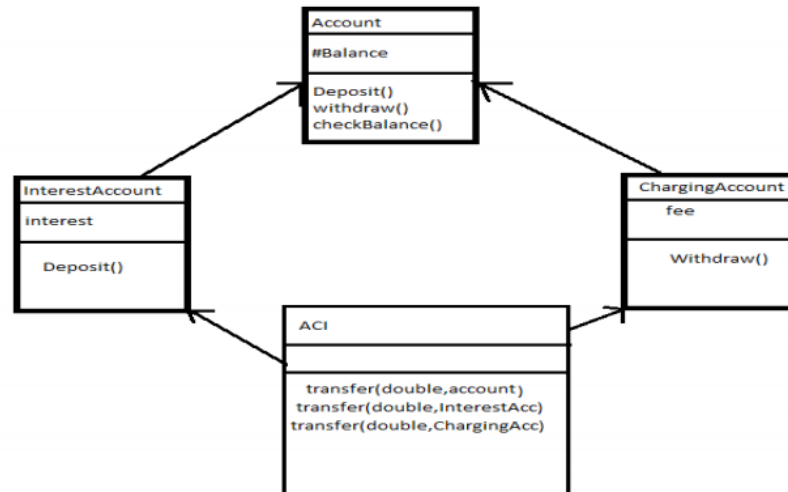 Account
#Balance
Deposit()
withdraw()
checkBalance()
InterestAccount
interest
Deposit()
ChargingAccount
fee
Withdraw()
ACI
transfer(double,account)
transfer(double,InterestAcc)
transfer(double,ChargingAcc)